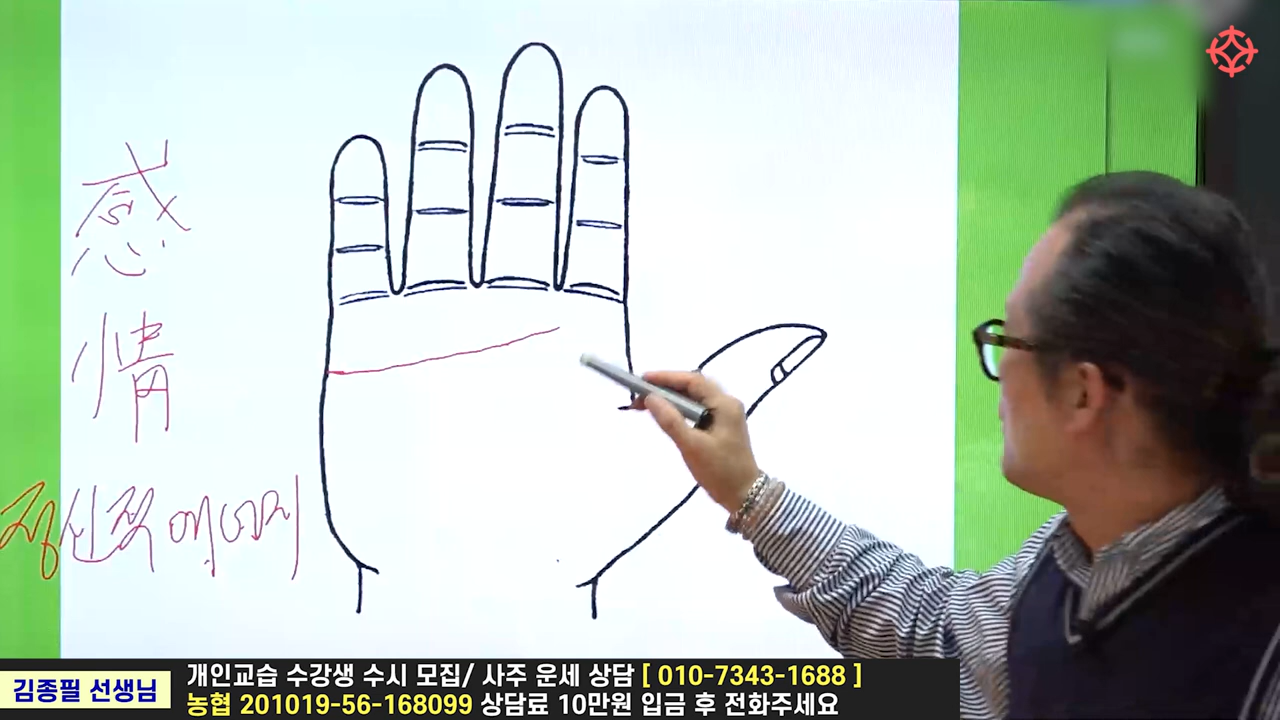 感
情
정신적 에너지
김종필 선생님
개인교습 수강생 수시 모집/ 사주 운세 상담 [ 010-7343-1688 ]
농협 201019-56-168099 상담료 10만원 입금 후 전화주세요